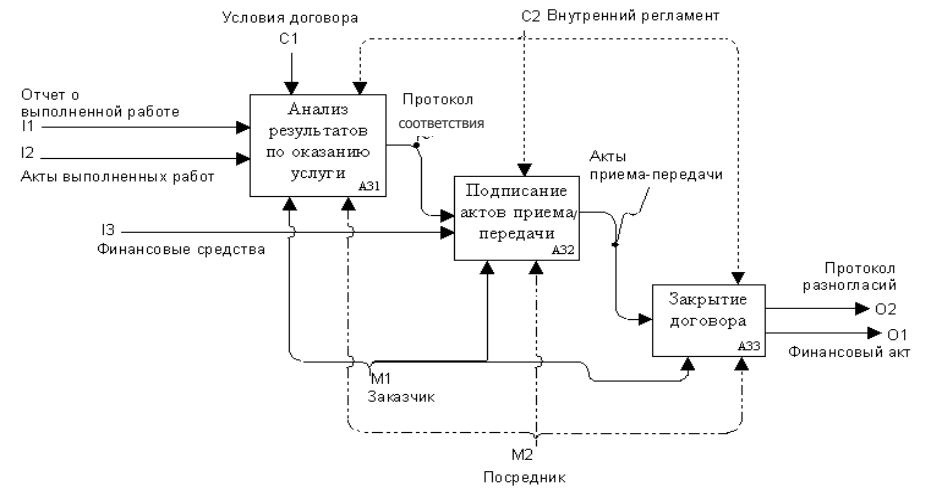 Условия договора
C1
C2 Внутренний регламент
Отчет о
выполненной работе
I1
I2
Акты выполненных работ
Анализ
результатов
по оказанию
услуги
A31
Протокол
соответствия
I3
Финансовые средства
Подписание
актов приема/
передачи
A32
Акты
приема-передачи
Закрытие
договора
A33
Протокол
разногласий
O2
O1
Финансовый акт
M1
Заказчик
M2
Посредник